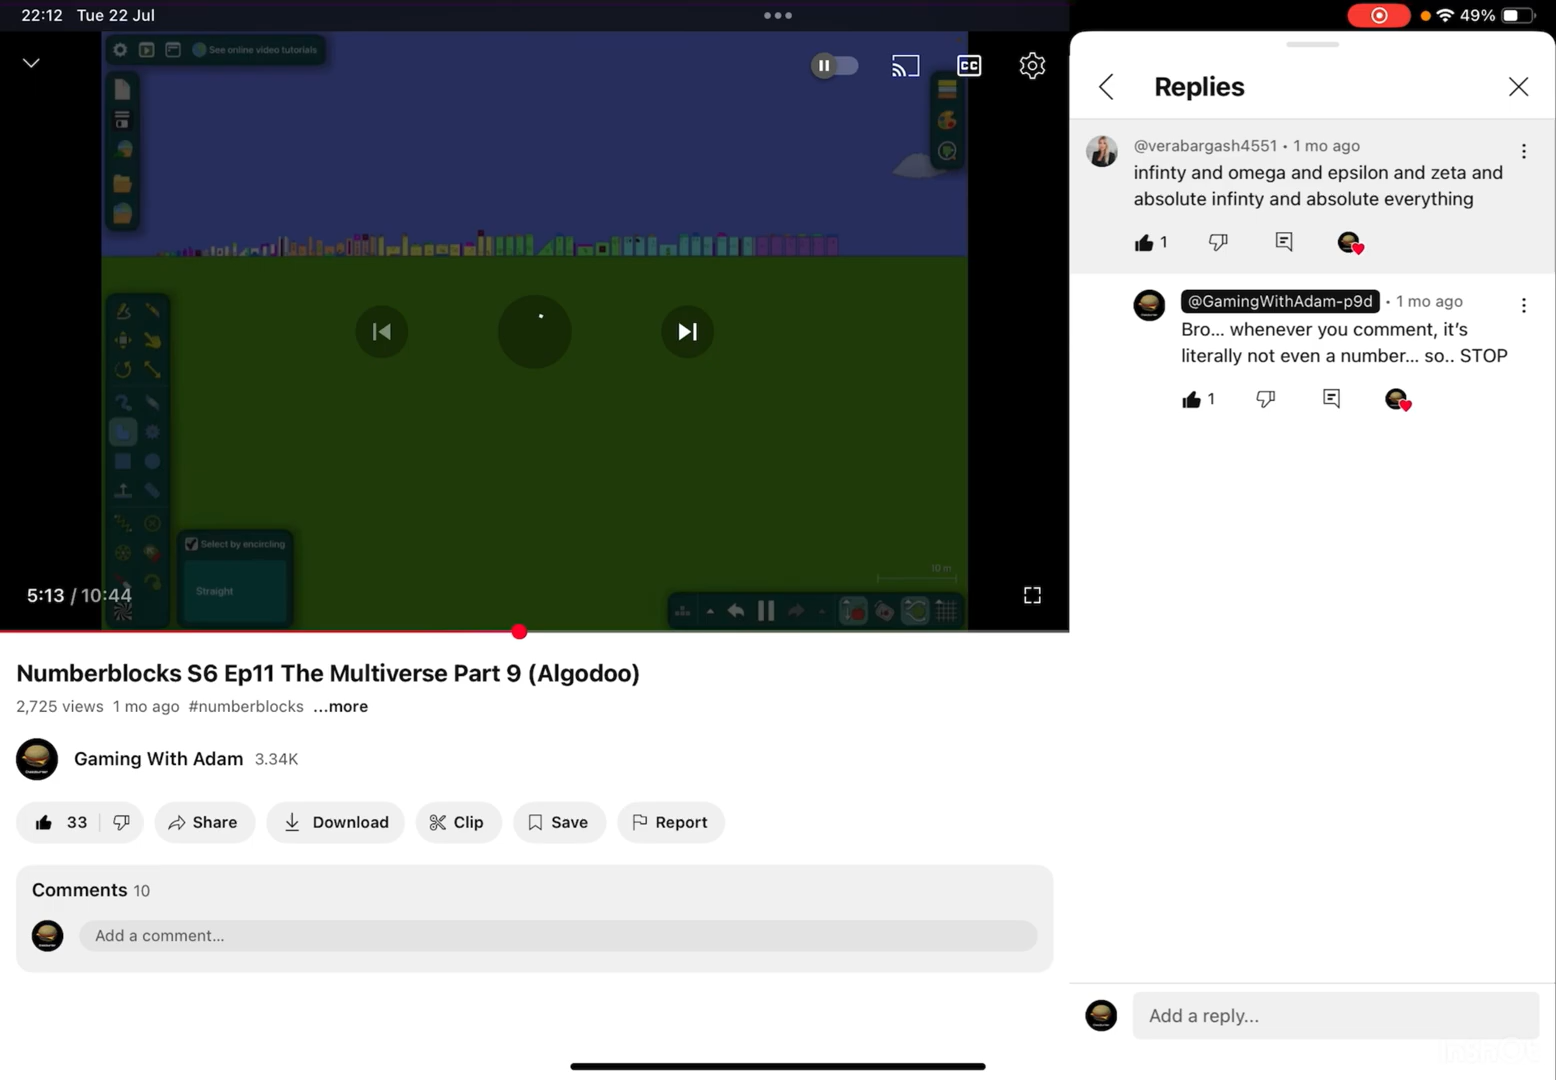 22:12 Tue 22 Jul
49%
See online video tutorials
CC
Select by encircling
Straight
10 m
5:13 / 10:44
Numberblocks S6 Ep11 The Multiverse Part 9 (Algodoo)
2,725 views 1 mo ago #numberblocks ...more
Gaming With Adam 3.34K
33
Share
Download
Clip
Save
Report
Comments 10
Add a comment...
Replies
@verabargash4551 • 1 mo ago
infinty and omega and epsilon and zeta and
absolute infinty and absolute everything
1
@GamingWithAdam-p9d • 1 mo ago
Bro... whenever you comment, it’s
literally not even a number... so.. STOP
1
Add a reply...